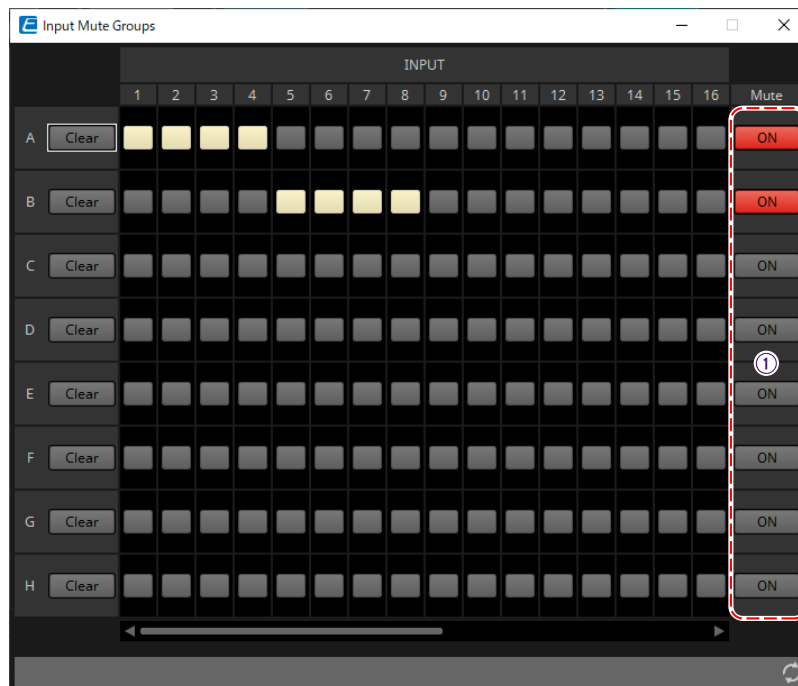 Input Mute Groups
INPUT
1 2 3 4 5 6 7 8 9 10 11 12 13 14 15 16 Mute
A Clear ON
B Clear ON
C Clear ON
D Clear ON
①
E Clear ON
F Clear ON
G Clear ON
H Clear ON